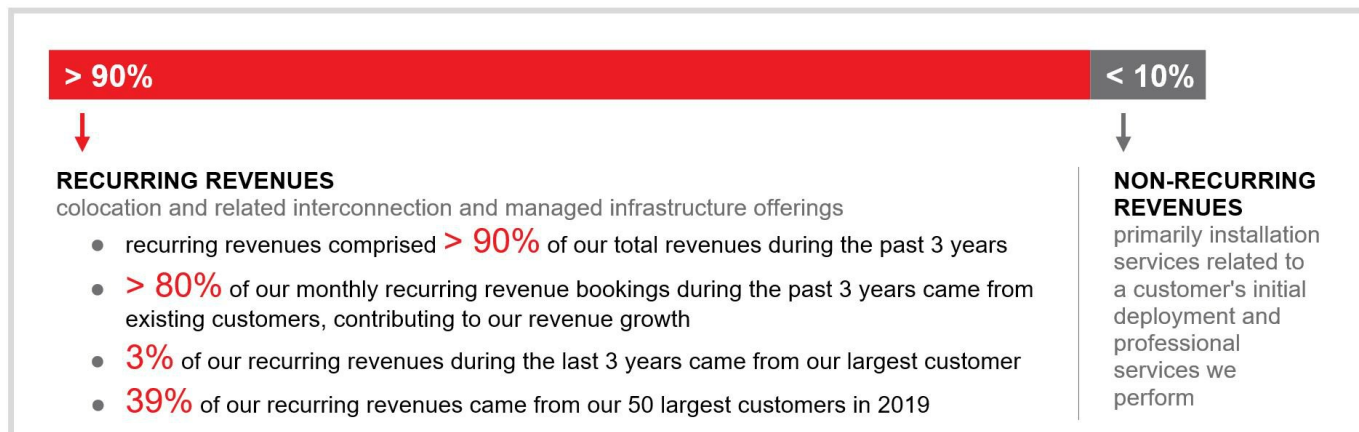 > 90%
< 10%
RECURRING REVENUES
colocation and related interconnection and managed infrastructure offerings
● recurring revenues comprised > 90% of our total revenues during the past 3 years
● > 80% of our monthly recurring revenue bookings during the past 3 years came from
existing customers, contributing to our revenue growth
● 3% of our recurring revenues during the last 3 years came from our largest customer
● 39% of our recurring revenues came from our 50 largest customers in 2019
NON-RECURRING
REVENUES
primarily installation
services related to
a customer's initial
deployment and
professional
services we
perform